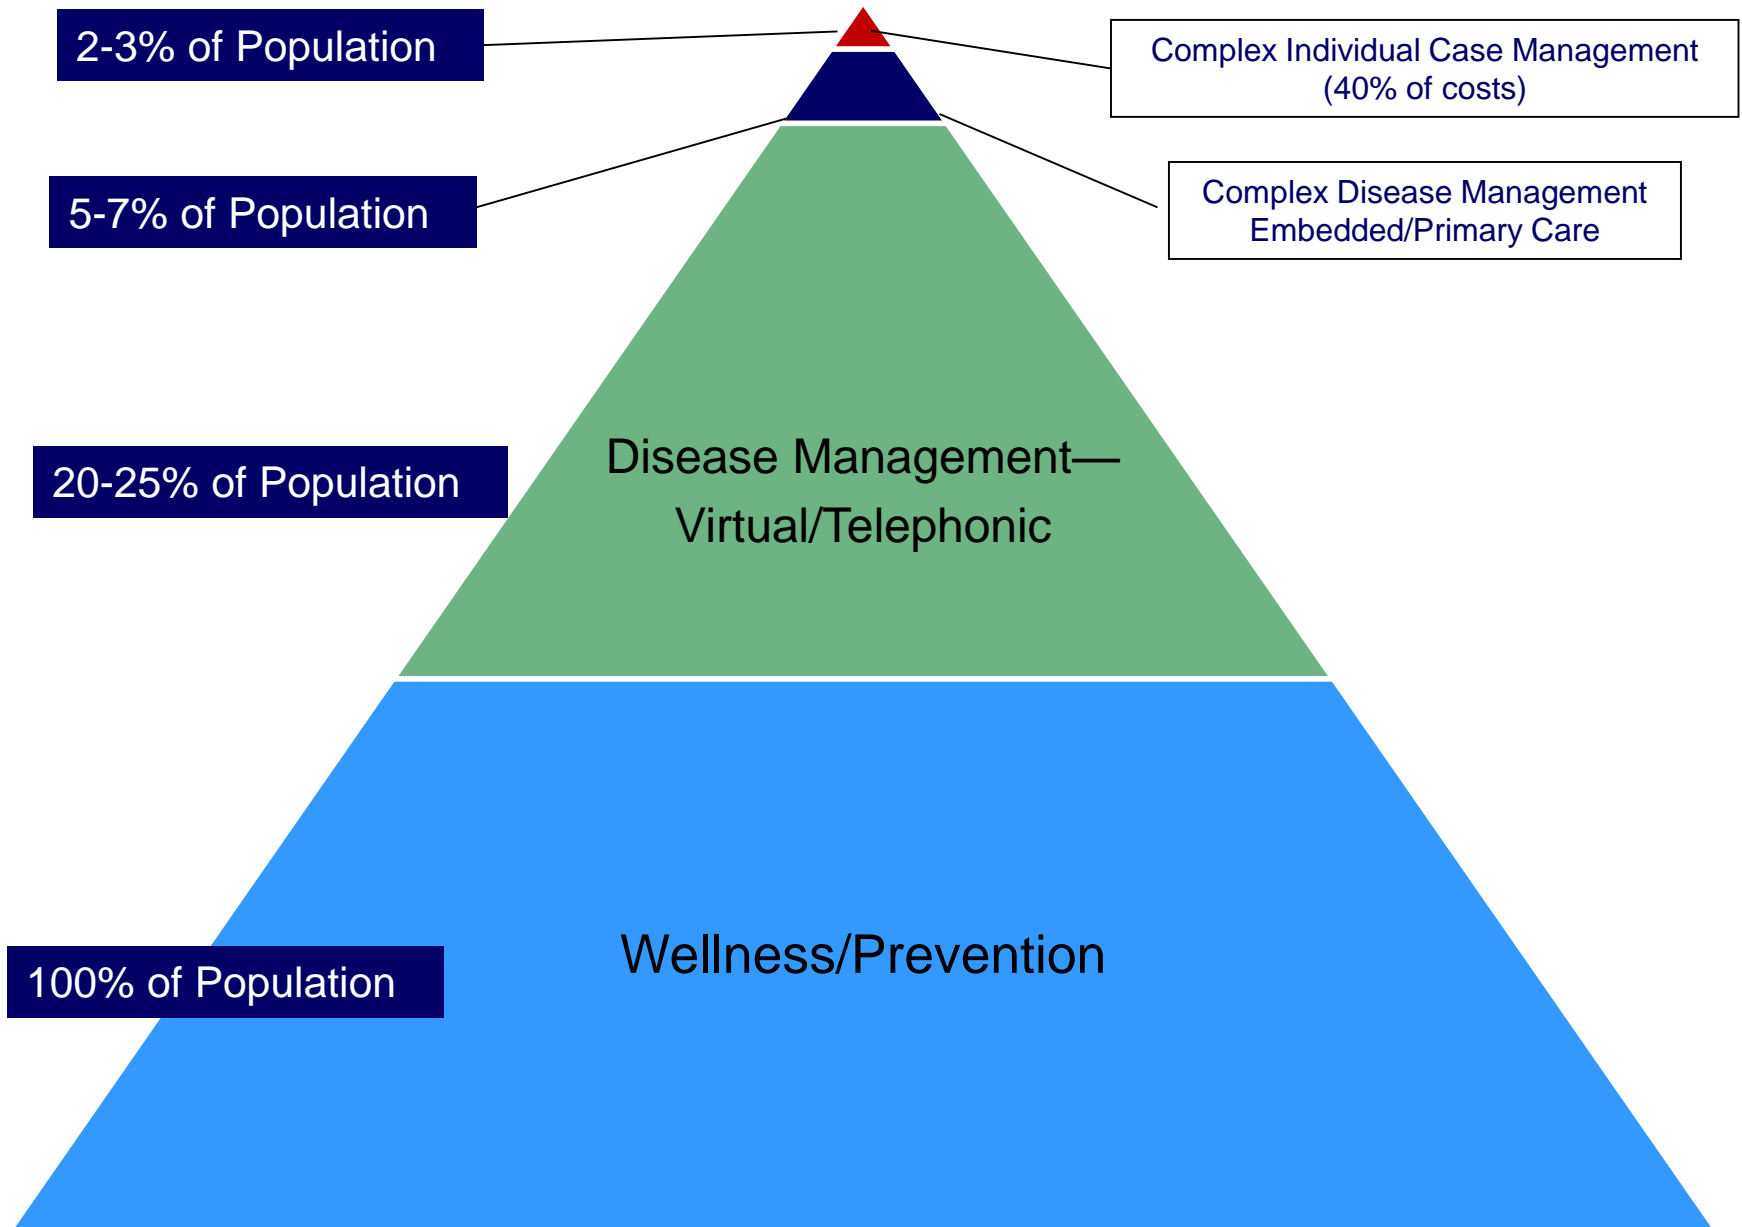 2-3% of Population
Complex Individual Case Management
(40% of costs)
5-7% of Population
Complex Disease Management
Embedded/Primary Care
20-25% of Population
Disease Management—
Virtual/Telephonic
100% of Population
Wellness/Prevention